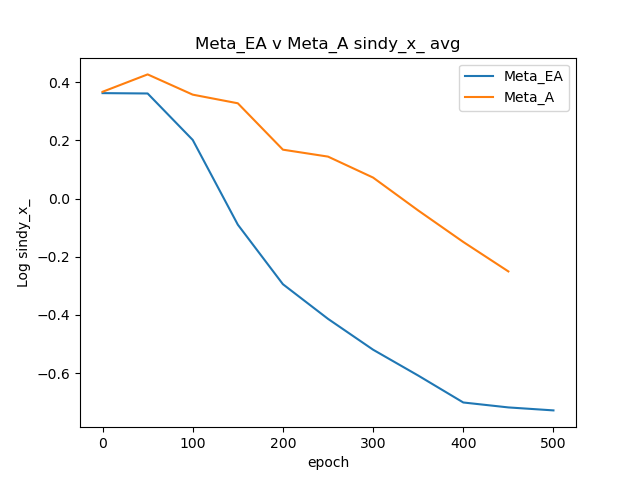 Meta_EA v Meta_A sindy_x_ avg
Meta_EA
Meta_A
Log sindy_x_
0.4
0.2
0.0
−0.2
−0.4
−0.6
0 100 200 300 400 500
epoch